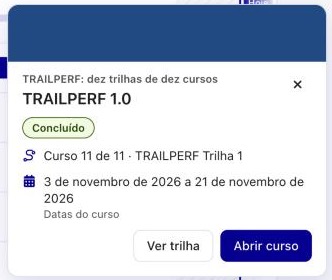 TRAILPERF: dez trilhas de dez cursos
TRAILPERF 1.0
Concluído
Curso 11 de 11 · TRAILPERF Trilha 1
3 de novembro de 2026 a 21 de novembro de
2026
Datas do curso
Ver trilha
Abrir curso